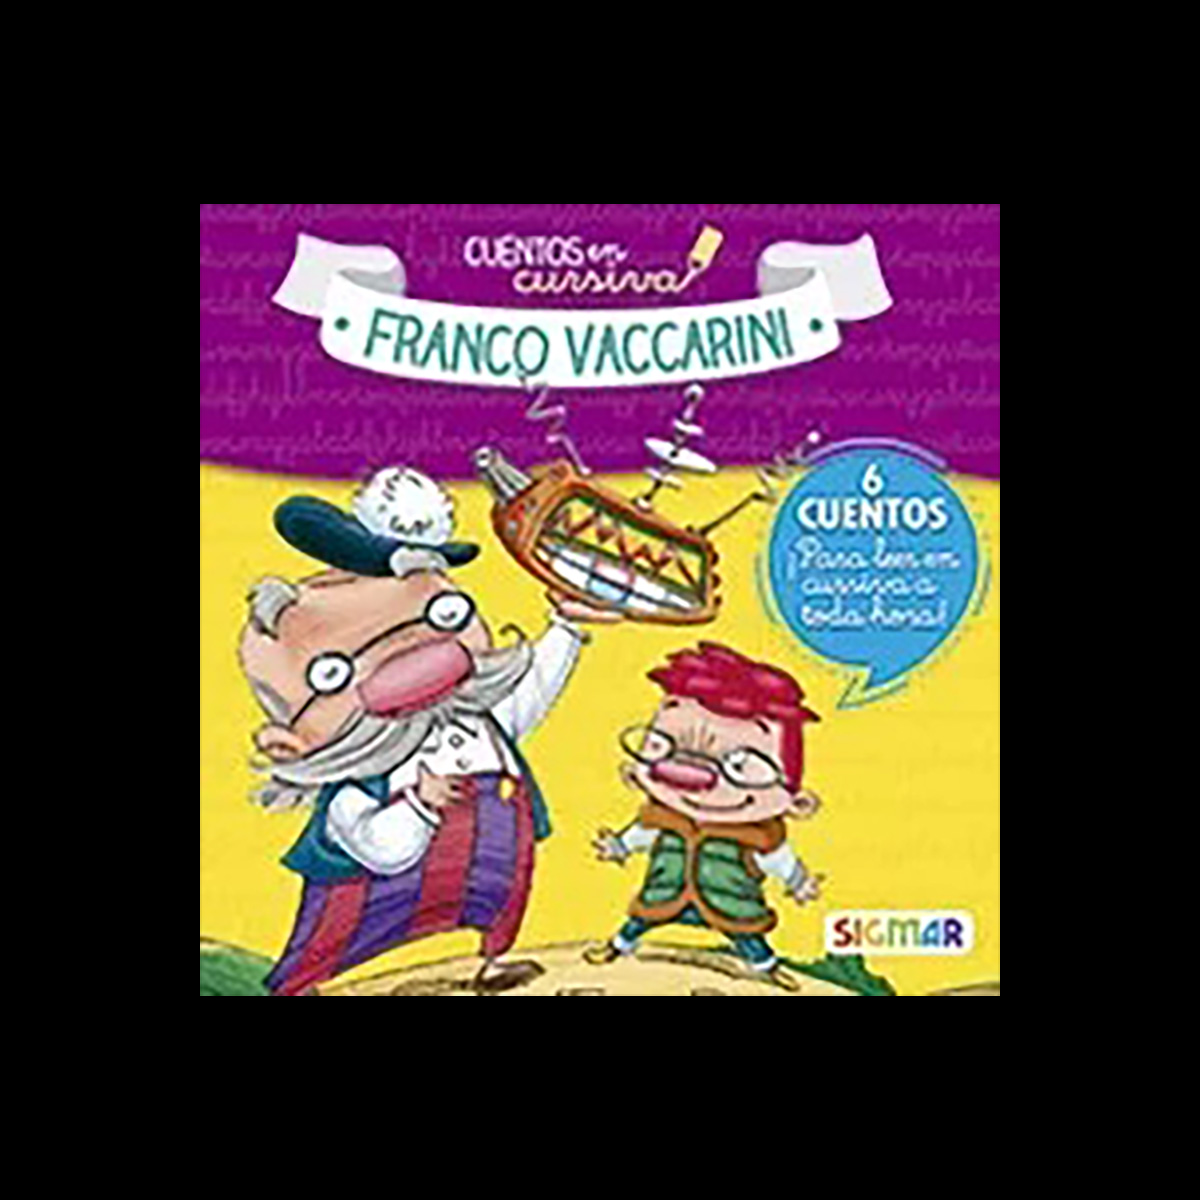 CUENTOS en
cursiva
• FRANCO VACCARINI •
6
CUENTOS
¡Para leer en
cursiva a
toda hora!
SIGMAR